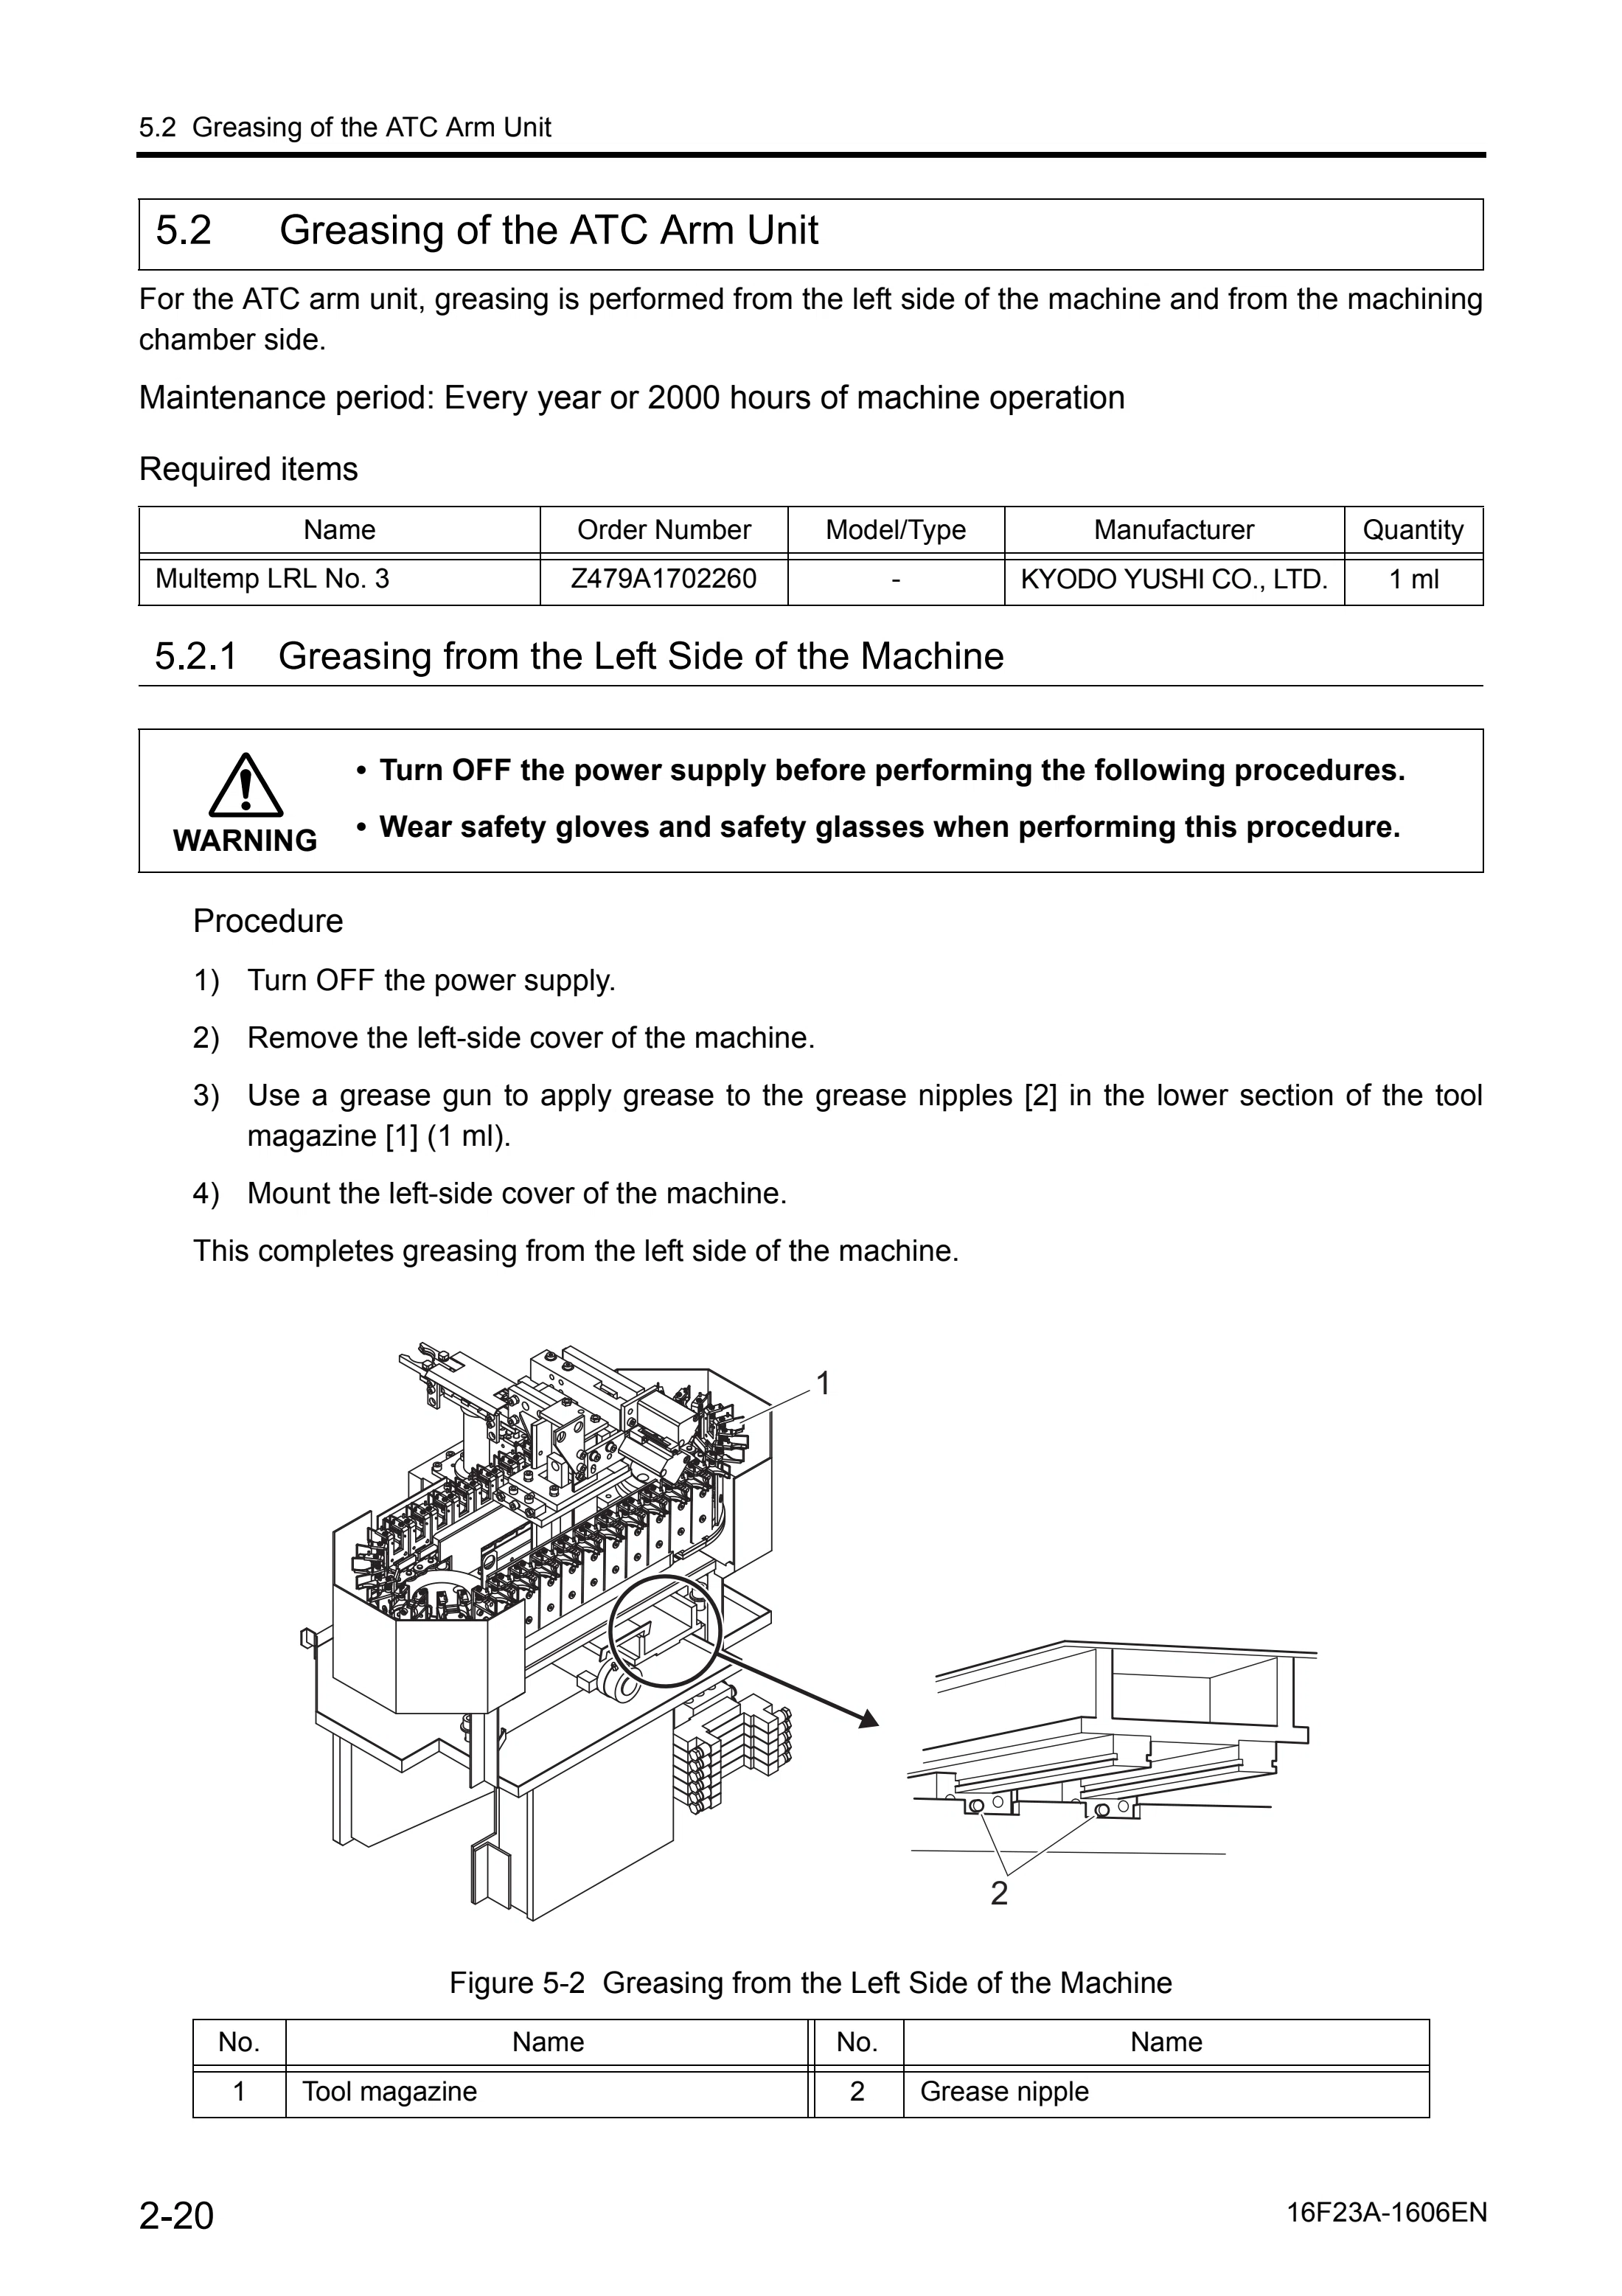 5.2 Greasing of the ATC Arm Unit
5.2 Greasing of the ATC Arm Unit
For the ATC arm unit, greasing is performed from the left side of the machine and from the machining
chamber side.
Maintenance period: Every year or 2000 hours of machine operation
Required items
Name Order Number Model/Type Manufacturer Quantity
Multemp LRL No. 3 Z479A1702260 - KYODO YUSHI CO., LTD. 1 ml
5.2.1 Greasing from the Left Side of the Machine
• Turn OFF the power supply before performing the following procedures.
• Wear safety gloves and safety glasses when performing this procedure.
WARNING
Procedure
1) Turn OFF the power supply.
2) Remove the left-side cover of the machine.
3) Use a grease gun to apply grease to the grease nipples [2] in the lower section of the tool
magazine [1] (1 ml).
4) Mount the left-side cover of the machine.
This completes greasing from the left side of the machine.
1
2
Figure 5-2 Greasing from the Left Side of the Machine
No. Name No. Name
1 Tool magazine 2 Grease nipple
2-20
16F23A-1606EN